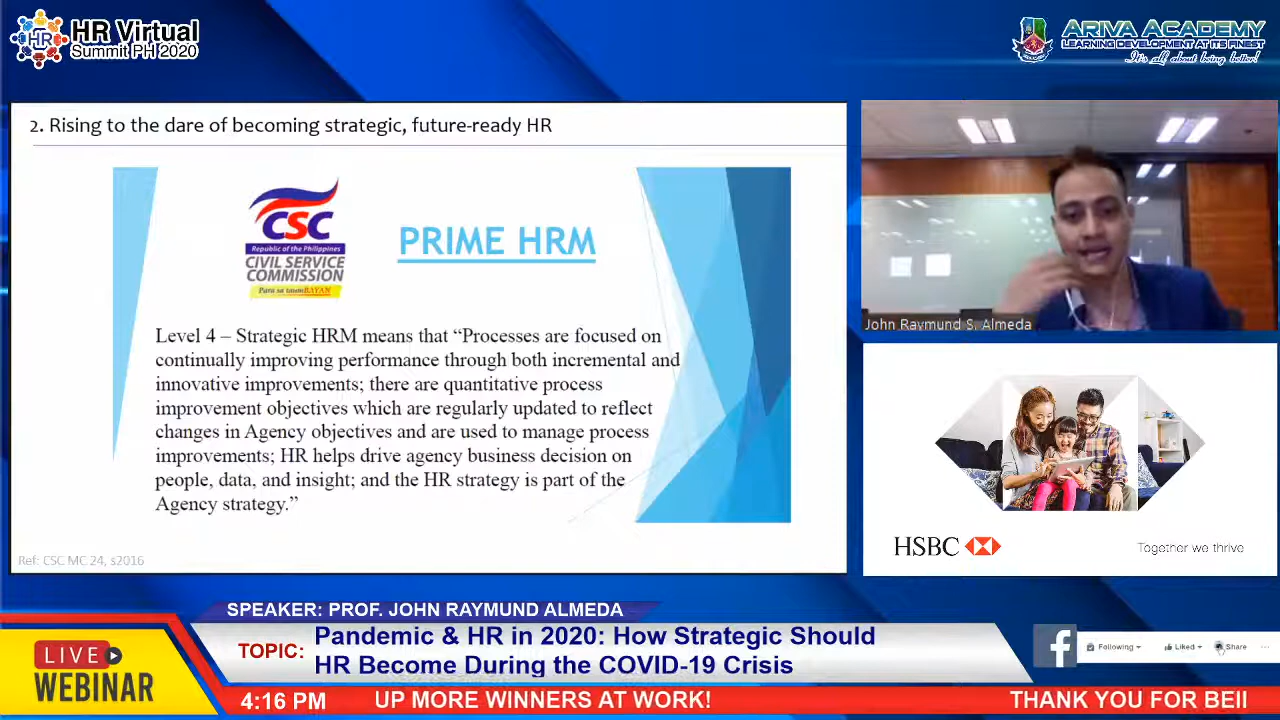 HR Virtual
Summit PH 2020
HR
ARIVA ACADEMY
LEARNING DEVELOPMENT AT ITS FINEST
It's all about being better!
2. Rising to the dare of becoming strategic, future-ready HR
CSC
Republic of the Philippines
CIVIL SERVICE
COMMISSION
Para sa taumBAYAN
PRIME HRM
Level 4 – Strategic HRM means that “Processes are focused on
continually improving performance through both incremental and
innovative improvements; there are quantitative process
improvement objectives which are regularly updated to reflect
changes in Agency objectives and are used to manage process
improvements; HR helps drive agency business decision on
people, data, and insight; and the HR strategy is part of the
Agency strategy.”
Ref: CSC MC 24, s2016
John Raymund S. Almeda
HSBC
Together we thrive
SPEAKER: PROF. JOHN RAYMUND ALMEDA
TOPIC:
Pandemic & HR in 2020: How Strategic Should
HR Become During the COVID-19 Crisis
Following
Liked
Share
LIVE
WEBINAR
4:16 PM
UP MORE WINNERS AT WORK!
THANK YOU FOR BEII